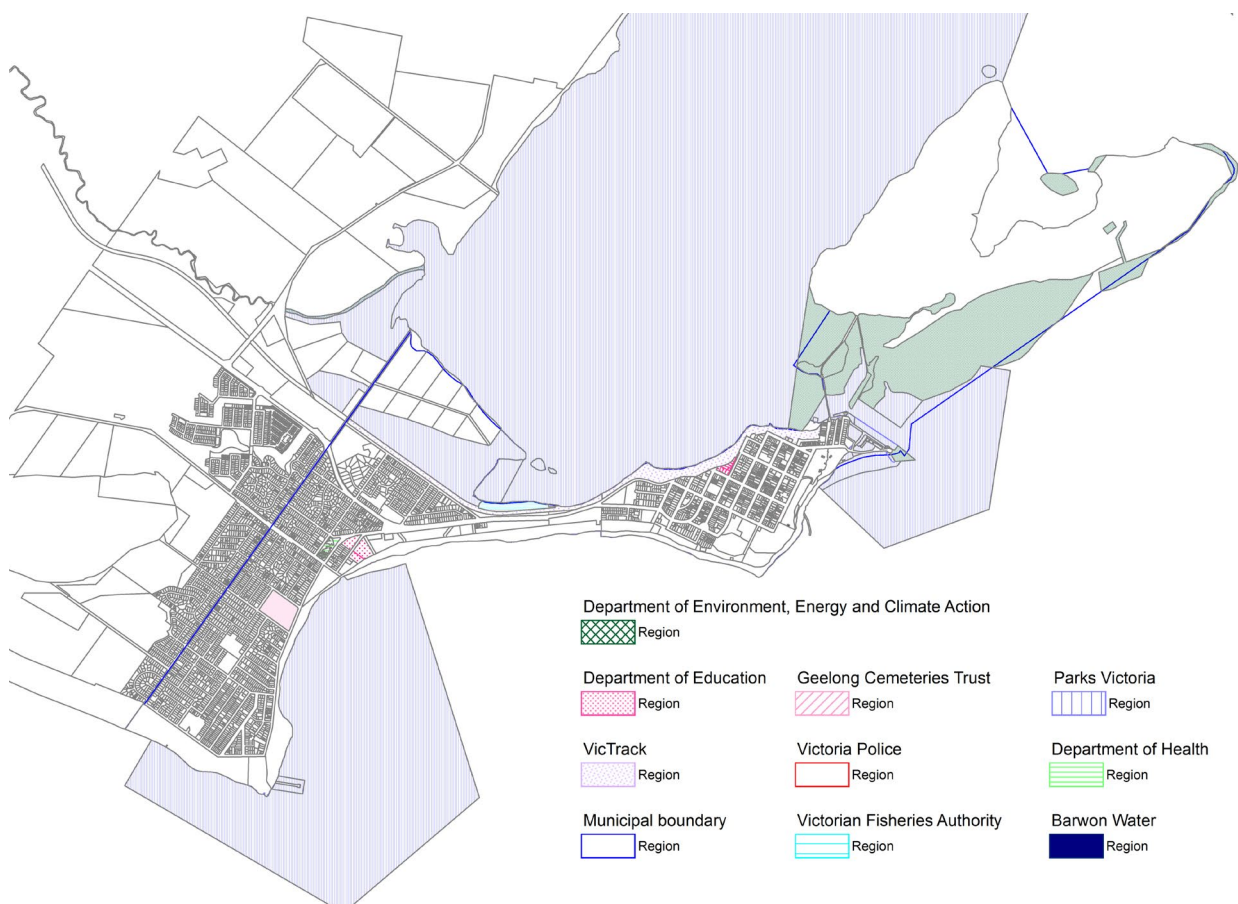 Department of Environment, Energy and Climate Action
Region
Department of Education
Region
Geelong Cemeteries Trust
Region
Parks Victoria
Region
VicTrack
Region
Victoria Police
Region
Department of Health
Region
Municipal boundary
Region
Victorian Fisheries Authority
Region
Barwon Water
Region